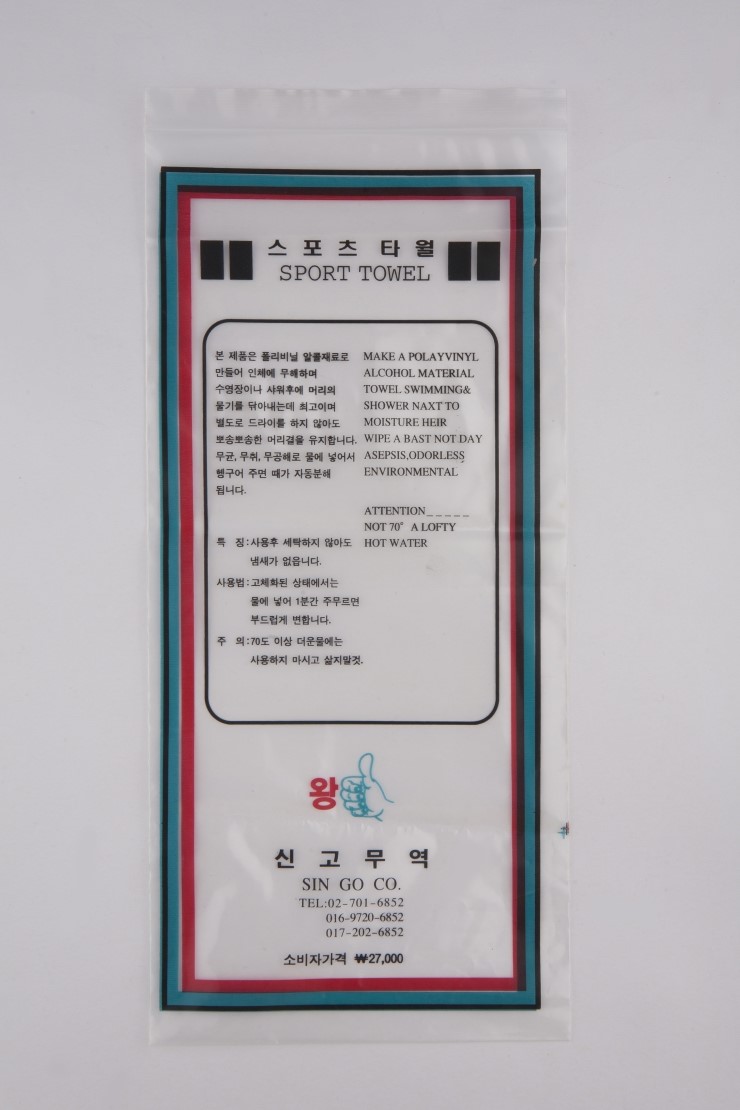 스포츠 타월
SPORT TOWEL
본 제품은 폴리비닐 알콜재료로
만들어 인체에 무해하며
수영장이나 샤워후에 머리의
물기를 닦아내는데 최고이며
별도로 드라이를 하지 않아도
뽀송뽀송한 머리결을 유지합니다.
무균, 무취, 무공해로 물에 넣어서
헹구어 주면 때가 자동분해
됩니다.
특 징:사용후 세탁하지 않아도
냄새가 없읍니다.
사용법:고체화된 상태에서는
물에 넣어 1분간 주무르면
부드럽게 변합니다.
주 의:70도 이상 더운물에는
사용하지 마시고 삶지말것.
MAKE A POLAYVINYL
ALCOHOL MATERIAL
TOWEL SWIMMING&
SHOWER NAXT TO
MOISTURE HEIR
WIPE A BAST NOT DAY
ASEPSIS,ODORLESS
ENVIRONMENTAL
ATTENTION_____
NOT 70° A LOFTY
HOT WATER
왕
신고무역
SIN GO CO.
TEL:02-701-6852
016-9720-6852
017-202-6852
소비자가격 ₩27,000